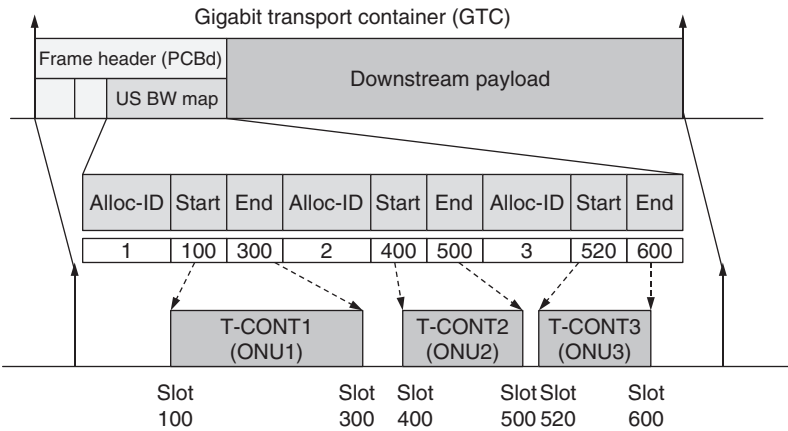 Gigabit transport container (GTC)
Frame header (PCBd)
Downstream payload
US BW map
Alloc-ID Start End Alloc-ID Start End Alloc-ID Start End
1 100 300 2 400 500 3 520 600
T-CONT1
(ONU1)
T-CONT2
(ONU2)
T-CONT3
(ONU3)
Slot
100
Slot
300
Slot
400
Slot
500
Slot
520
Slot
600